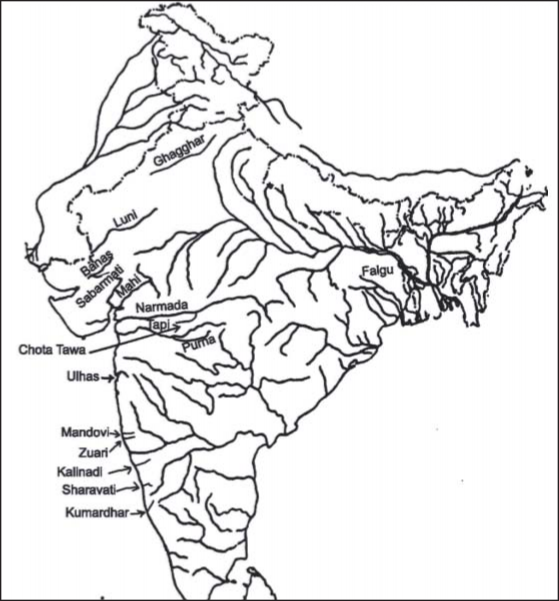 Ghagghar
Luni
Banas
Sabarmati
Mahi
Falgu
Narmada
Tapi
Purna
Chota Tawa
Ulhas
Mandovi
Zuari
Kalinadi
Sharavati
Kumardhar